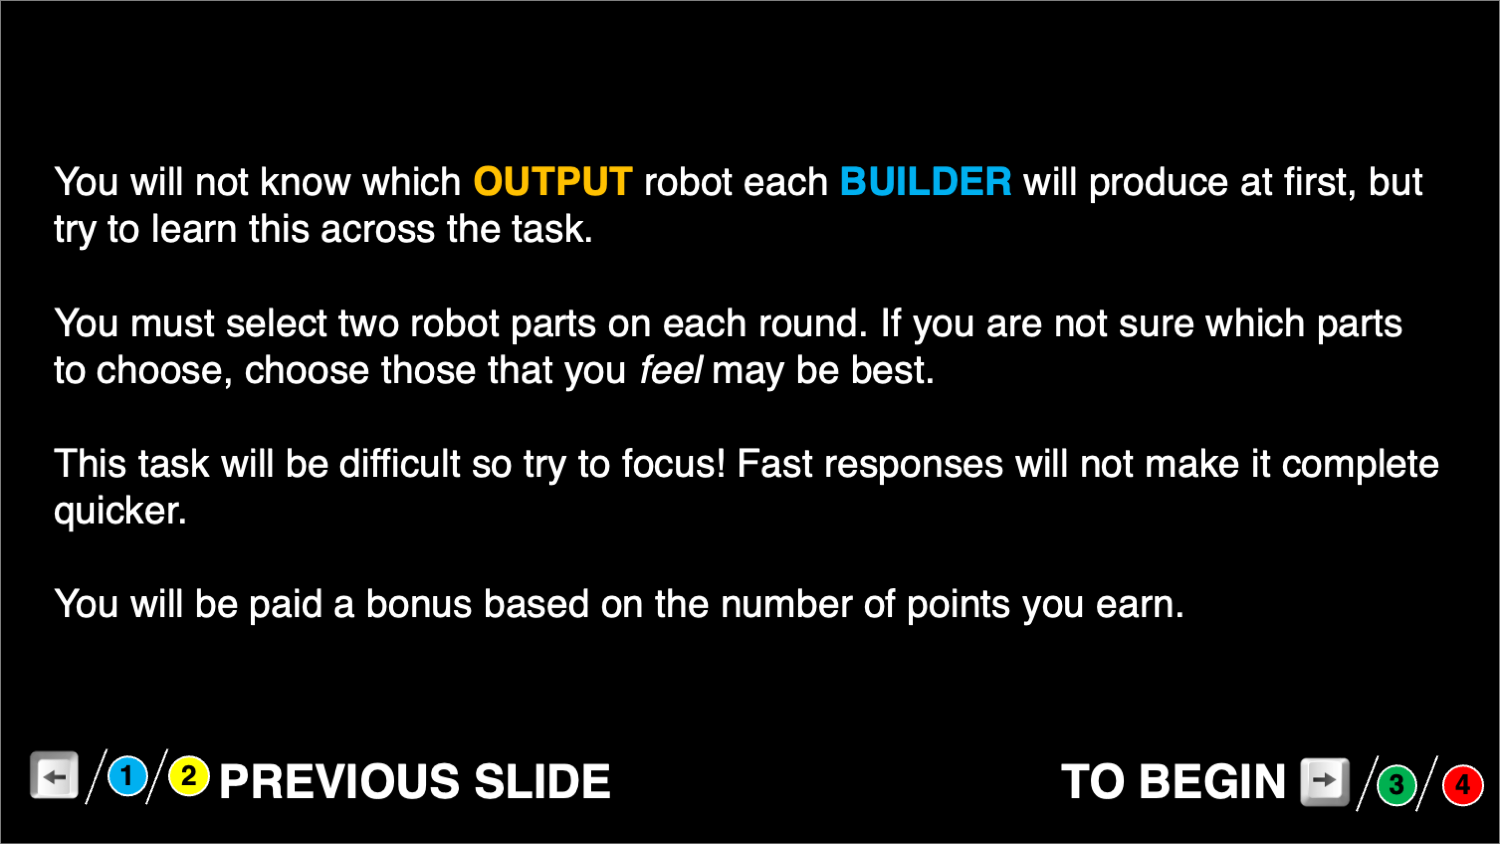 You will not know which OUTPUT robot each BUILDER will produce at first, but
try to learn this across the task.
You must select two robot parts on each round. If you are not sure which parts
to choose, choose those that you feel may be best.
This task will be difficult so try to focus! Fast responses will not make it complete
quicker.
You will be paid a bonus based on the number of points you earn.
←/1/2 PREVIOUS SLIDE
TO BEGIN →/3/4